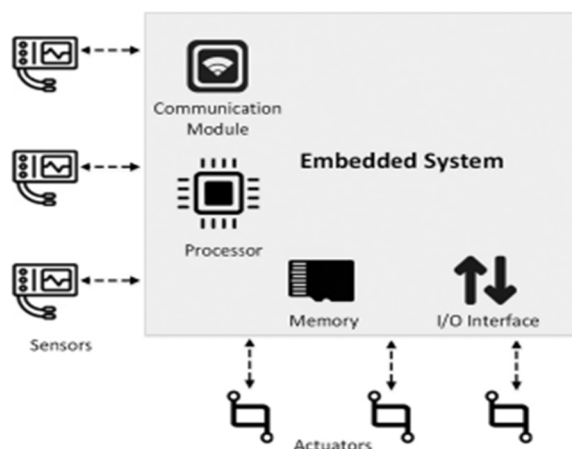 Communication
Module
Embedded System
Processor
Memory
I/O Interface
Sensors
Actuators